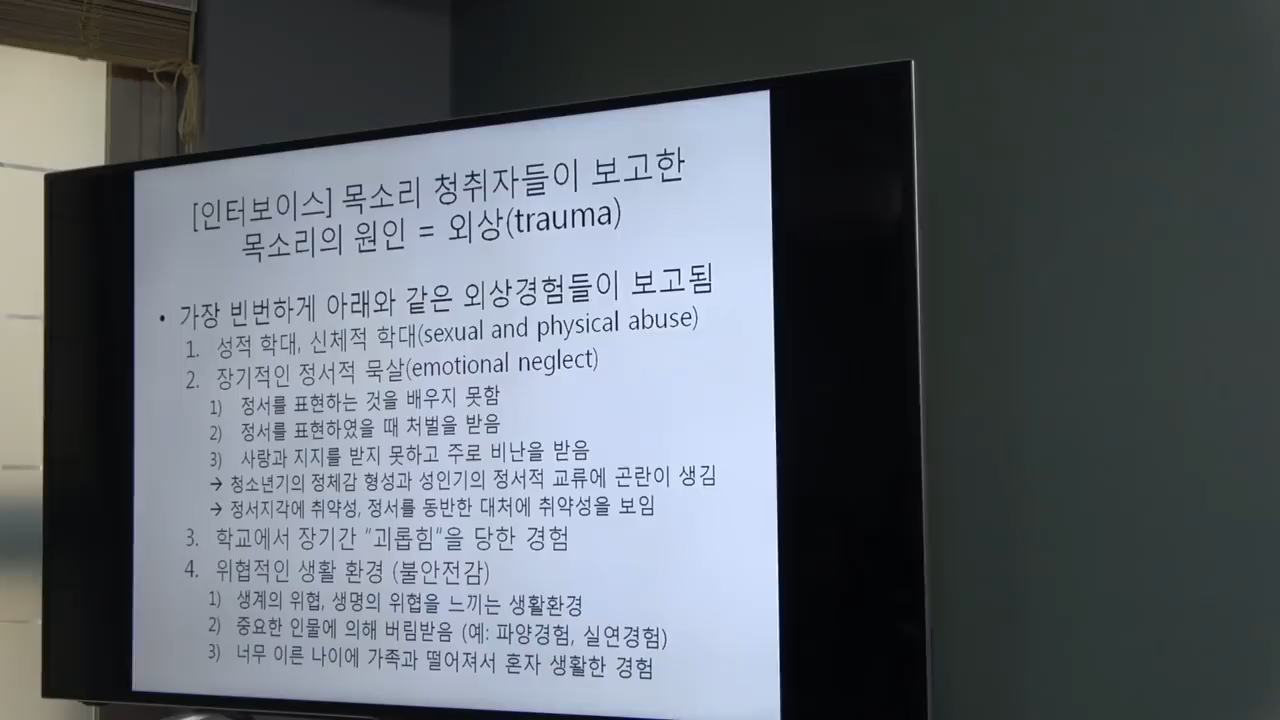 [인터보이스] 목소리 청취자들이 보고한
목소리의 원인 = 외상(trauma)
• 가장 빈번하게 아래와 같은 외상경험들이 보고됨
1. 성적 학대, 신체적 학대(sexual and physical abuse)
2. 장기적인 정서적 묵살(emotional neglect)
1) 정서를 표현하는 것을 배우지 못함
2) 정서를 표현하였을 때 처벌을 받음
3) 사랑과 지지를 받지 못하고 주로 비난을 받음
→ 청소년기의 정체감 형성과 성인기의 정서적 교류에 곤란이 생김
→ 정서지각에 취약성, 정서를 동반한 대처에 취약성을 보임
3. 학교에서 장기간 “괴롭힘“을 당한 경험
4. 위협적인 생활 환경 (불안전감)
1) 생계의 위협, 생명의 위협을 느끼는 생활환경
2) 중요한 인물에 의해 버림받음 (예: 파양경험, 실연경험)
3) 너무 이른 나이에 가족과 떨어져서 혼자 생활한 경험